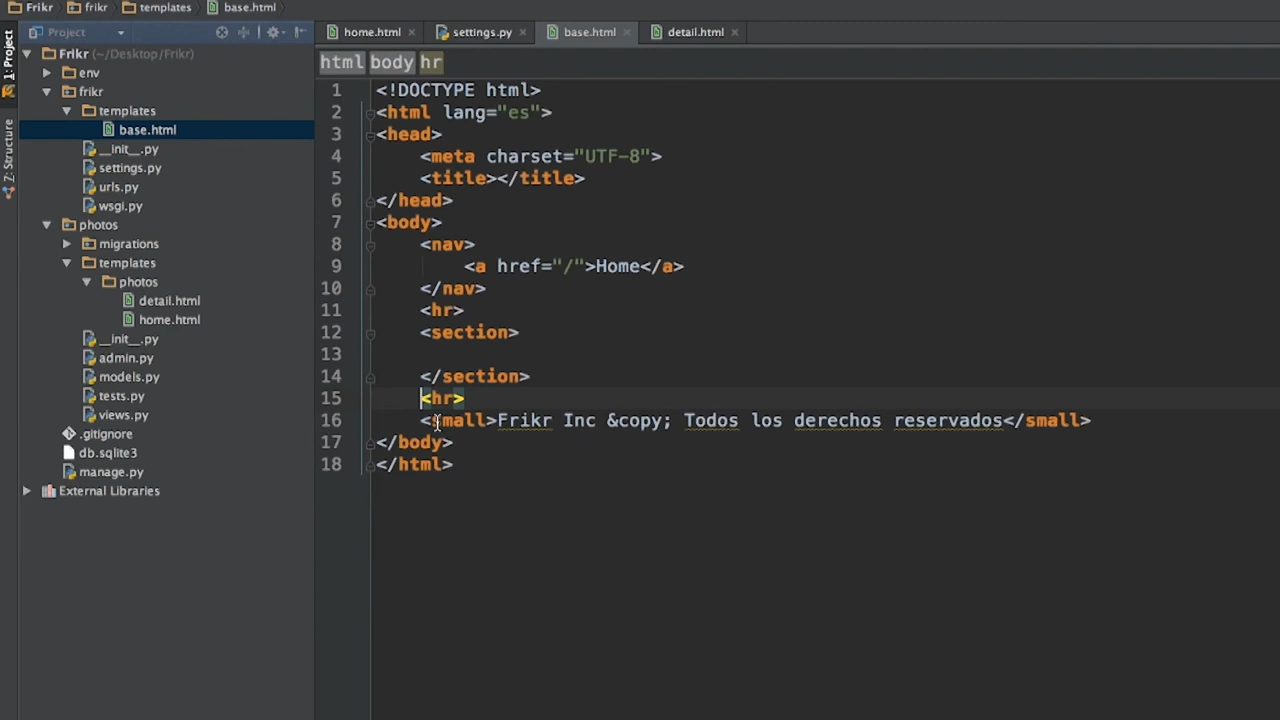 Frikr frikr templates base.html
Project
home.html settings.py base.html detail.html
1: Project
7: Structure
Frikr (~/Desktop/Frikr)
env
frikr
templates
base.html
__init__.py
settings.py
urls.py
wsgi.py
photos
migrations
templates
photos
detail.html
home.html
__init__.py
admin.py
models.py
tests.py
views.py
.gitignore
db.sqlite3
manage.py
External Libraries
html body hr
1 <!DOCTYPE html>
2 <html lang="es">
3 <head>
4 <meta charset="UTF-8">
5 <title></title>
6 </head>
7 <body>
8 <nav>
9 <a href="/">Home</a>
10 </nav>
11 <hr>
12 <section>
13
14 </section>
15 <hr>
16 <small>Frikr Inc &copy; Todos los derechos reservados</small>
17 </body>
18 </html>